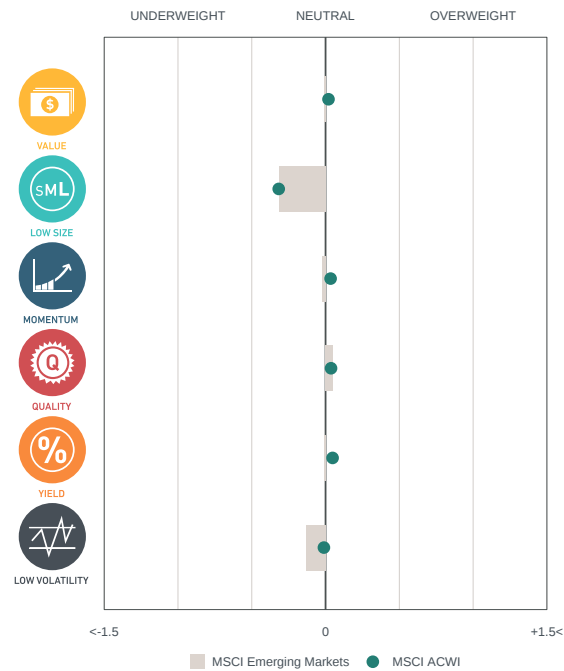 UNDERWEIGHT NEUTRAL OVERWEIGHT
$
VALUE
SML
LOW SIZE
MOMENTUM
Q
QUALITY
%
YIELD
LOW VOLATILITY
<-1.5 0 +1.5<
MSCI Emerging Markets MSCI ACWI